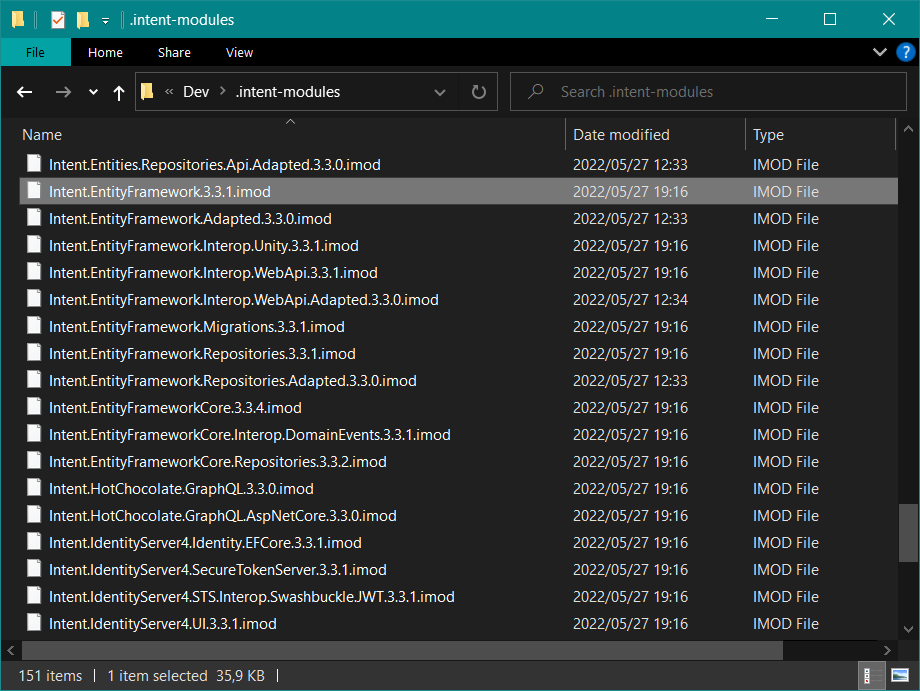 .intent-modules
File Home Share View
?
« Dev > .intent-modules Search .intent-modules
Name Date modified Type
Intent.Entities.Repositories.Api.Adapted.3.3.0.imod 2022/05/27 12:33 IMOD File
Intent.EntityFramework.3.3.1.imod 2022/05/27 19:16 IMOD File
Intent.EntityFramework.Adapted.3.3.0.imod 2022/05/27 12:33 IMOD File
Intent.EntityFramework.Interop.Unity.3.3.1.imod 2022/05/27 19:16 IMOD File
Intent.EntityFramework.Interop.WebApi.3.3.1.imod 2022/05/27 19:16 IMOD File
Intent.EntityFramework.Interop.WebApi.Adapted.3.3.0.imod 2022/05/27 12:34 IMOD File
Intent.EntityFramework.Migrations.3.3.1.imod 2022/05/27 19:16 IMOD File
Intent.EntityFramework.Repositories.3.3.1.imod 2022/05/27 19:16 IMOD File
Intent.EntityFramework.Repositories.Adapted.3.3.0.imod 2022/05/27 12:33 IMOD File
Intent.EntityFrameworkCore.3.3.4.imod 2022/05/27 19:16 IMOD File
Intent.EntityFrameworkCore.Interop.DomainEvents.3.3.1.imod 2022/05/27 19:16 IMOD File
Intent.EntityFrameworkCore.Repositories.3.3.2.imod 2022/05/27 19:16 IMOD File
Intent.HotChocolate.GraphQL.3.3.0.imod 2022/05/27 19:16 IMOD File
Intent.HotChocolate.GraphQL.AspNetCore.3.3.0.imod 2022/05/27 19:16 IMOD File
Intent.IdentityServer4.Identity.EFCore.3.3.1.imod 2022/05/27 19:16 IMOD File
Intent.IdentityServer4.SecureTokenServer.3.3.1.imod 2022/05/27 19:16 IMOD File
Intent.IdentityServer4.STS.Interop.Swashbuckle.JWT.3.3.1.imod 2022/05/27 19:16 IMOD File
Intent.IdentityServer4.UI.3.3.1.imod 2022/05/27 19:16 IMOD File
151 items 1 item selected 35,9 KB